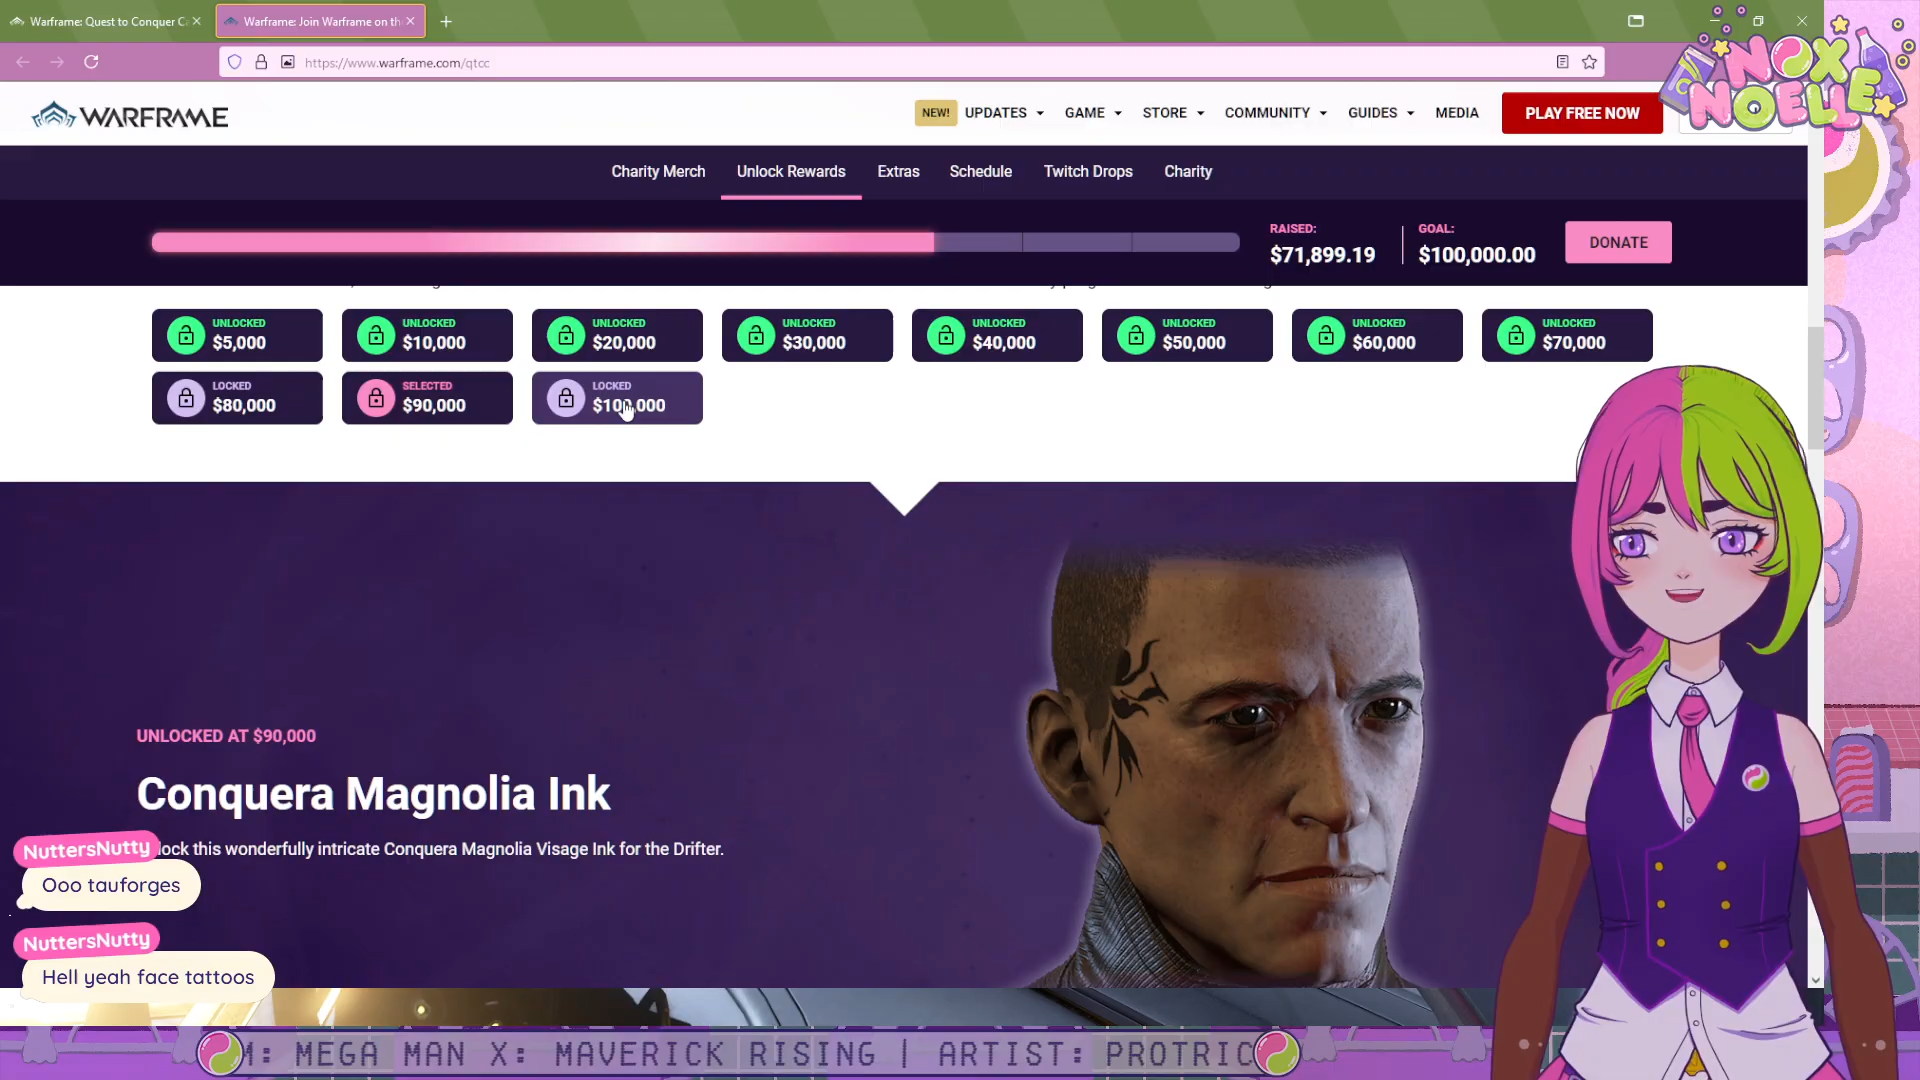 Warframe: Quest to Conquer C
Warframe: Join Warframe on th
https://www.warframe.com/qtcc
NOX
NOELLE
WARFRAME
NEW! UPDATES GAME STORE COMMUNITY GUIDES MEDIA PLAY FREE NOW
Charity Merch Unlock Rewards Extras Schedule Twitch Drops Charity
RAISED: GOAL:
$71,899.19 $100,000.00 DONATE
UNLOCKED UNLOCKED UNLOCKED UNLOCKED UNLOCKED UNLOCKED UNLOCKED UNLOCKED
$5,000 $10,000 $20,000 $30,000 $40,000 $50,000 $60,000 $70,000
LOCKED SELECTED LOCKED
$80,000 $90,000 $100,000
UNLOCKED AT $90,000
Conquera Magnolia Ink
lock this wonderfully intricate Conquera Magnolia Visage Ink for the Drifter.
NuttersNutty
Ooo tauforges
NuttersNutty
Hell yeah face tattoos
M: MEGA MAN X: MAVERICK RISING | ARTIST: PROTRIC